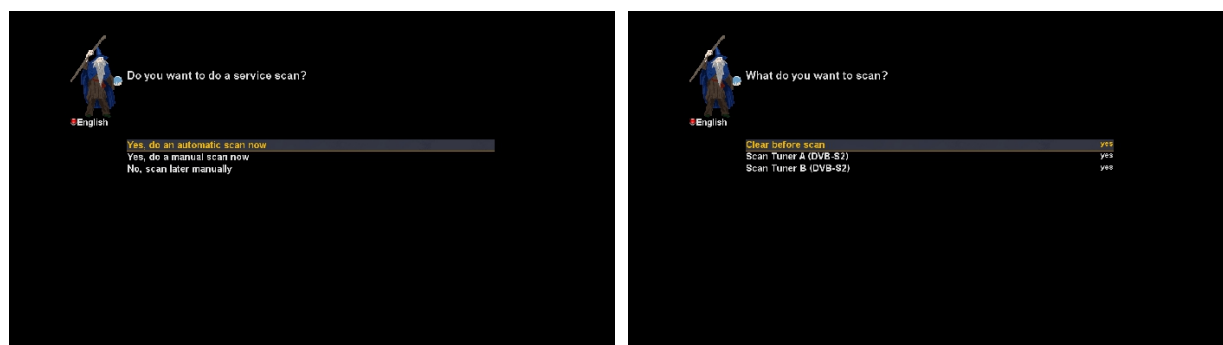 Do you want to do a service scan?
English
Yes, do an automatic scan now
Yes, do a manual scan now
No, scan later manually
What do you want to scan?
English
Clear before scan yes
Scan Tuner A (DVB-S2) yes
Scan Tuner B (DVB-S2) yes